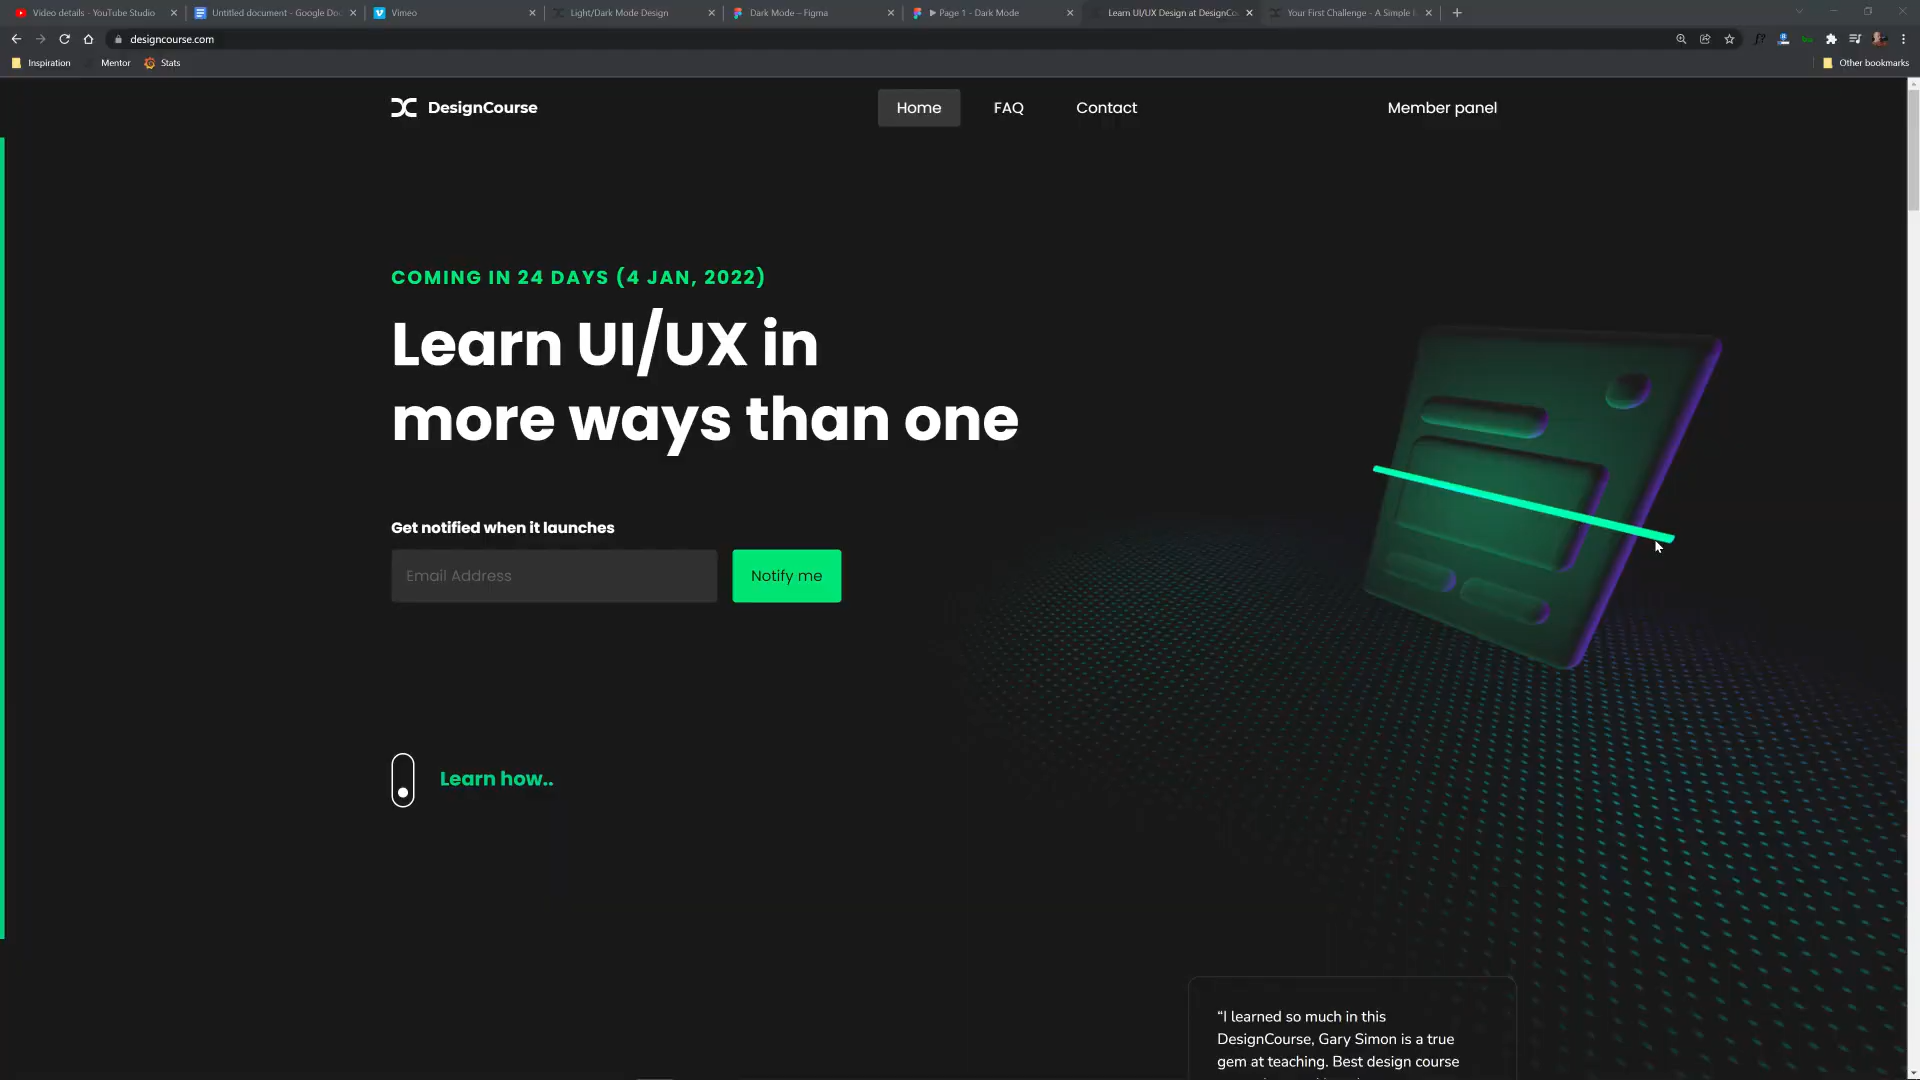 Video details - YouTube Studio
Untitled document - Google Do
Vimeo
Light/Dark Mode Design
Dark Mode – Figma
Page 1 - Dark Mode
Learn UI/UX Design at DesignCo
Your First Challenge - A Simple
designcourse.com
Inspiration
Mentor
Stats
Other bookmarks
DesignCourse
Home
FAQ
Contact
Member panel
COMING IN 24 DAYS (4 JAN, 2022)
Learn UI/UX in
more ways than one
Get notified when it launches
Email Address
Notify me
Learn how..
“I learned so much in this
DesignCourse, Gary Simon is a true
gem at teaching. Best design course